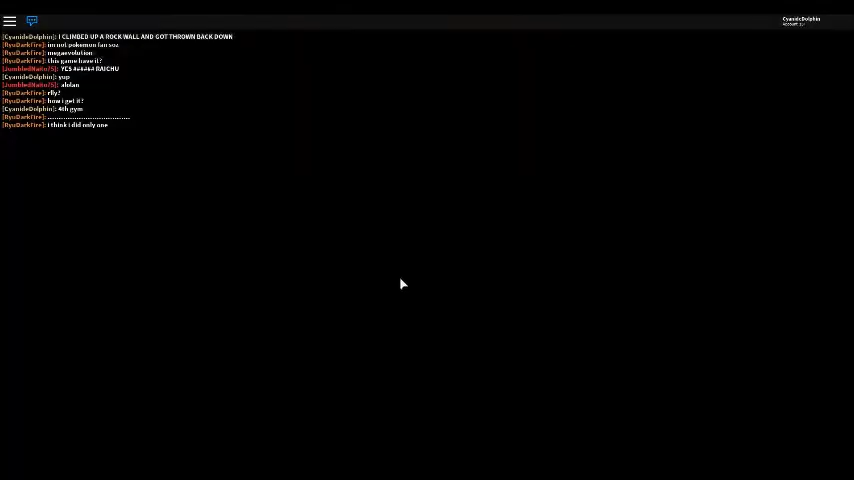 CyanideDolphin
[CyanideDolphin]: I CLIMBED UP A ROCK WALL AND GOT THROWN BACK DOWN
[RyuDarkFire]: im not pokemon fan soz
[RyuDarkFire]: megaevolution
[RyuDarkFire]: this game have it?
YES ###### RAICHU
[CyanideDolphin]: yup
alolan
[RyuDarkFire]: rlly?
[RyuDarkFire]: how i get it?
[CyanideDolphin]: 4th gym
[RyuDarkFire]: .......................................
[RyuDarkFire]: i think i did only one